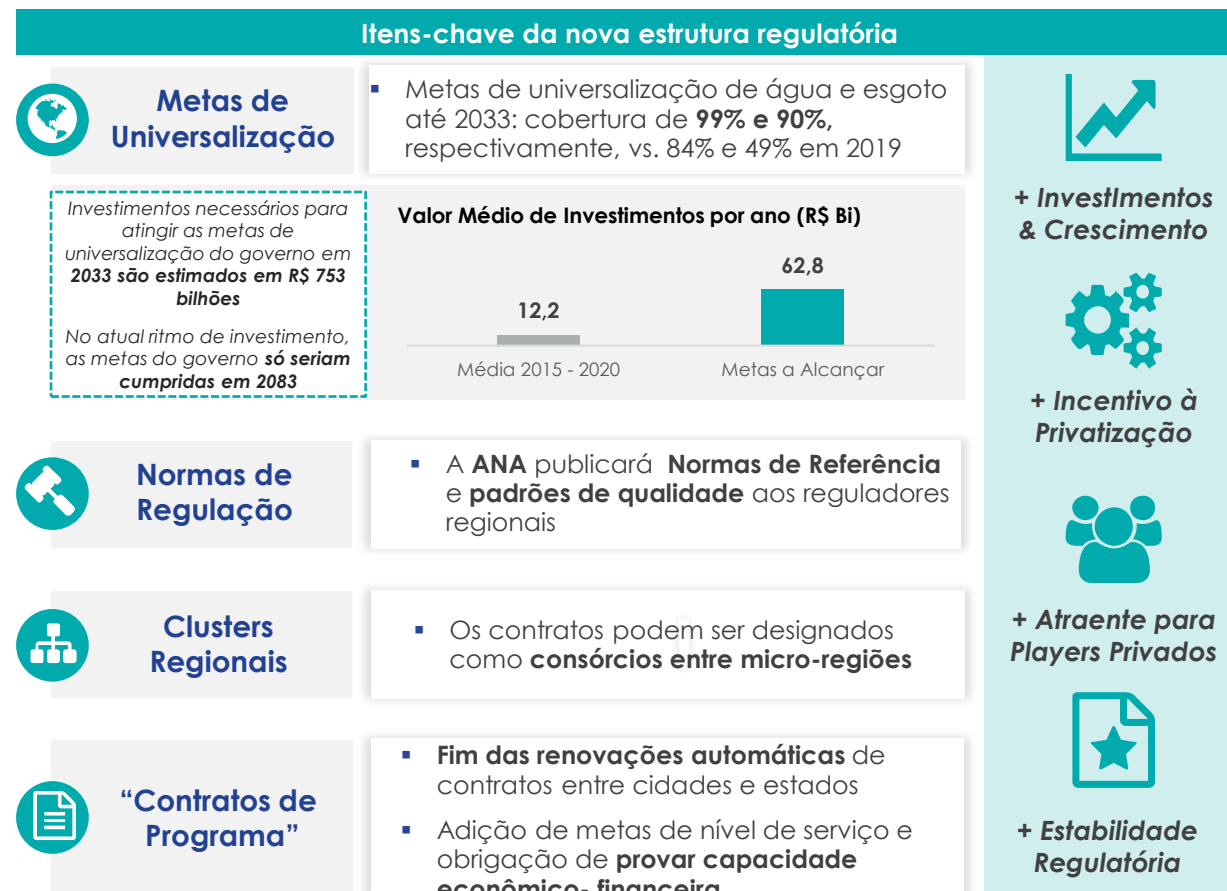 Itens-chave da nova estrutura regulatória
Metas de
Universalização
▪ Metas de universalização de água e esgoto
até 2033: cobertura de 99% e 90%,
respectivamente, vs. 84% e 49% em 2019
Investimentos necessários para
atingir as metas de
universalização do governo em
2033 são estimados em R$ 753
bilhões
No atual ritmo de investimento,
as metas do governo só seriam
cumpridas em 2083
Valor Médio de Investimentos por ano (R$ Bi)
12,2
62,8
Média 2015 - 2020
Metas a Alcançar
Normas de
Regulação
▪ A ANA publicará Normas de Referência
e padrões de qualidade aos reguladores
regionais
Clusters
Regionais
▪ Os contratos podem ser designados
como consórcios entre micro-regiões
“Contratos de
Programa”
▪ Fim das renovações automáticas de
contratos entre cidades e estados
▪ Adição de metas de nível de serviço e
obrigação de provar capacidade
econômico- financeira
+ InvestImentos
& Crescimento
+ Incentivo à
Privatização
+ Atraente para
Players Privados
+ Estabilidade
Regulatória